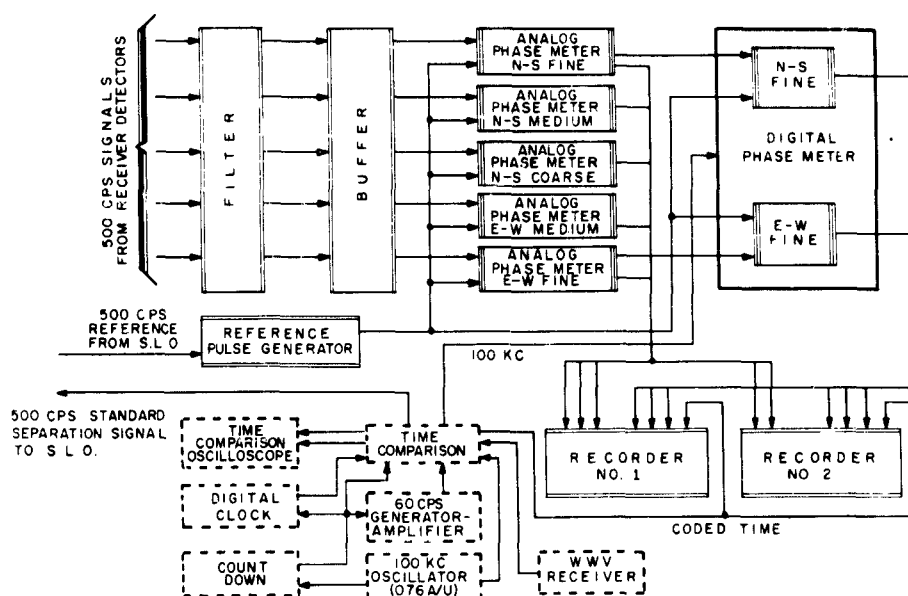 500 CPS SIGNALS
FROM RECEIVER DETECTORS
FILTER
BUFFER
ANALOG
PHASE METER
N-S FINE
ANALOG
PHASE METER
N-S MEDIUM
ANALOG
PHASE METER
N-S COARSE
ANALOG
PHASE METER
E-W MEDIUM
ANALOG
PHASE METER
E-W FINE
N-S
FINE
DIGITAL
PHASE METER
E-W
FINE
500 CPS
REFERENCE
FROM S.L.O
REFERENCE
PULSE GENERATOR
100 KC
500 CPS STANDARD
SEPARATION SIGNAL
TO S L O.
TIME
COMPARISON
OSCILLOSCOPE
TIME
COMPARISON
RECORDER
NO. 1
RECORDER
NO 2
DIGITAL
CLOCK
60 CPS
GENERATOR-
AMPLIFIER
CODED TIME
COUNT
DOWN
100 KC
OSCILLATOR
(076 A/U)
WWV
RECEIVER